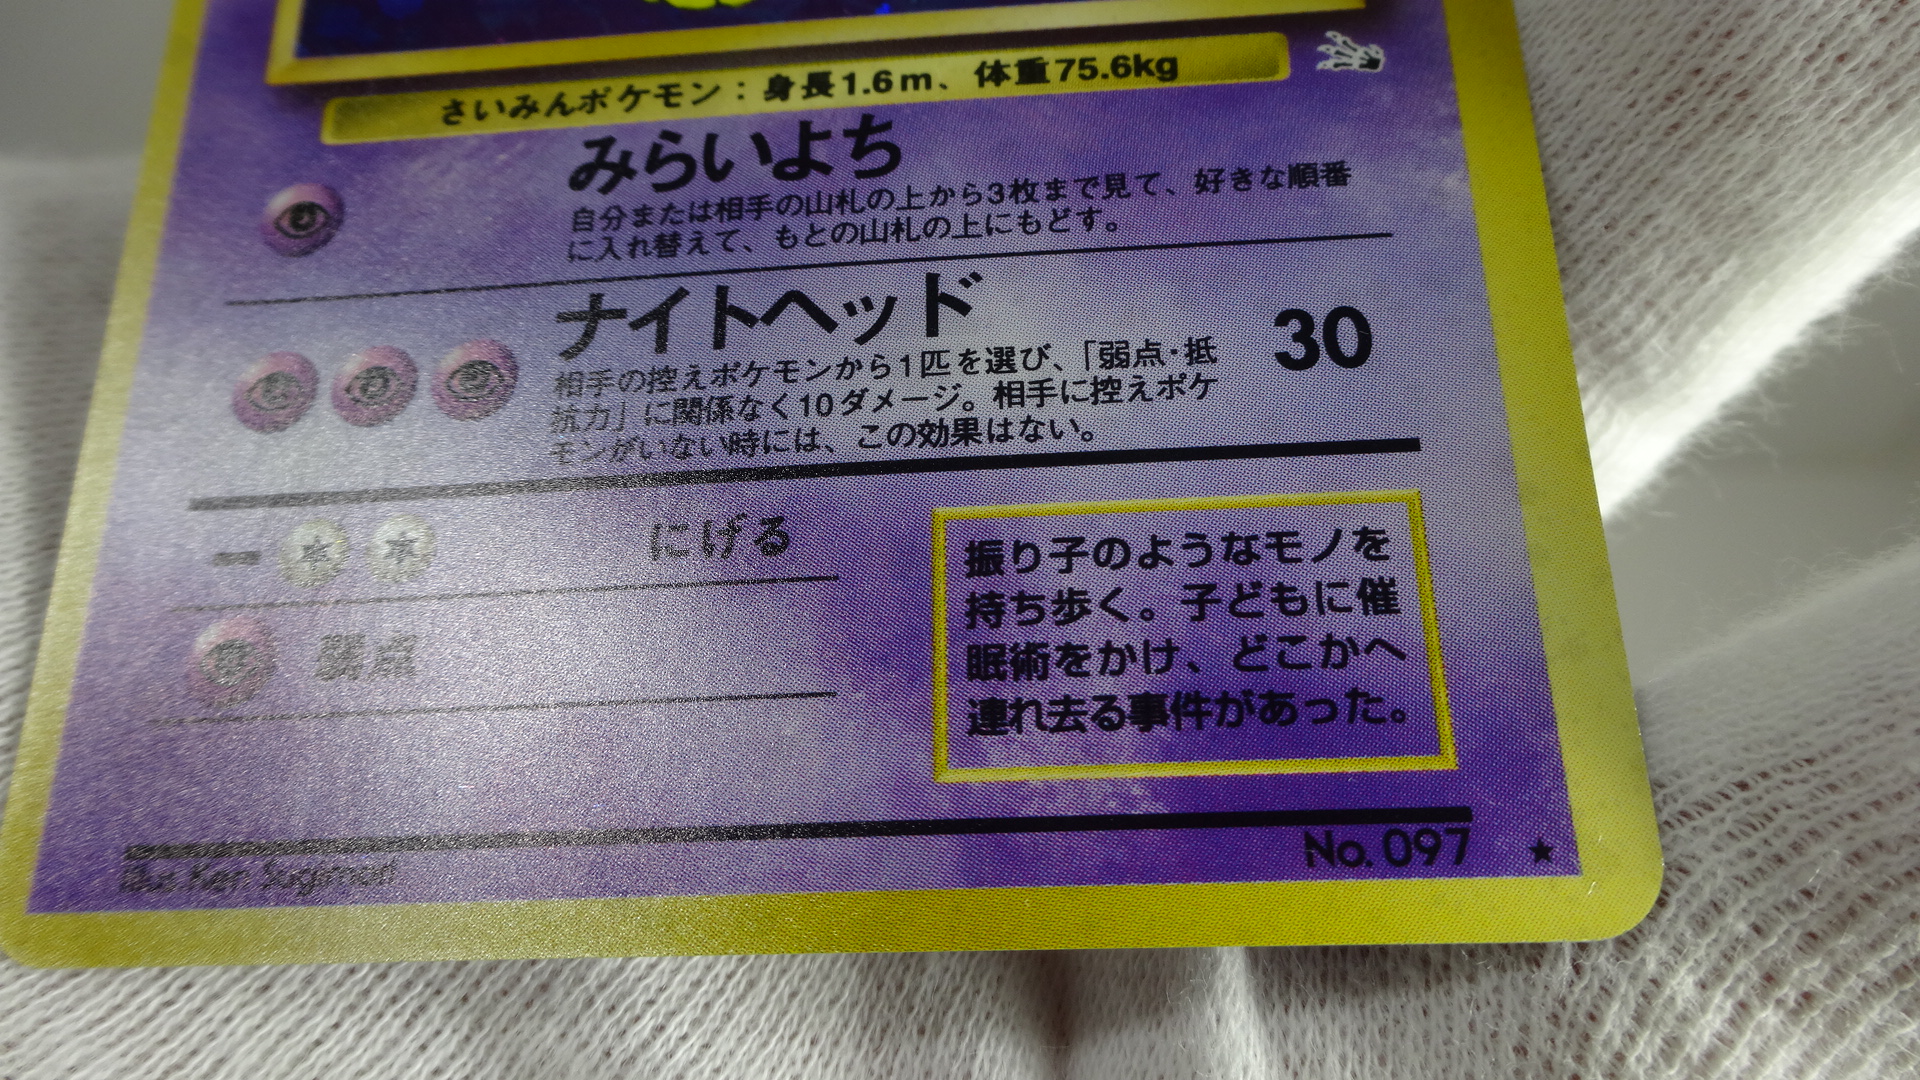 さいみんポケモン：身長1.6m、体重75.6kg
みらいよち
自分または相手の山札の上から3枚まで見て、好きな順番
に入れ替えて、もとの山札の上にもどす。
ナイトヘッド
30
相手の控えポケモンから1匹を選び、「弱点･抵
抗力」に関係なく10ダメージ。相手に控えポケ
モンがいない時には、この効果はない。
にげる
弱点
振り子のようなモノを
持ち歩く。子どもに催
眠術をかけ、どこかへ
連れ去る事件があった。
Illus. Ken Sugimori
No. 097 ★